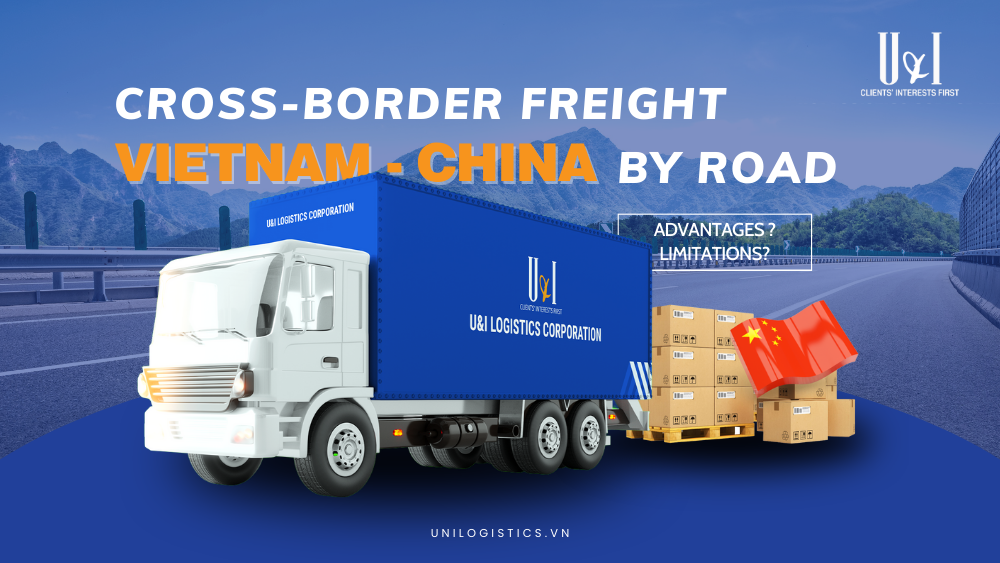 U&I
CLIENTS' INTERESTS FIRST
CROSS-BORDER FREIGHT
VIETNAM - CHINA BY ROAD
ADVANTAGES ?
LIMITATIONS?
U&I LOGISTICS CORPORATION
U&I
CLIENTS' INTERESTS FIRST
U&I LOGISTICS CORPORATION
UNILOGISTICS.VN